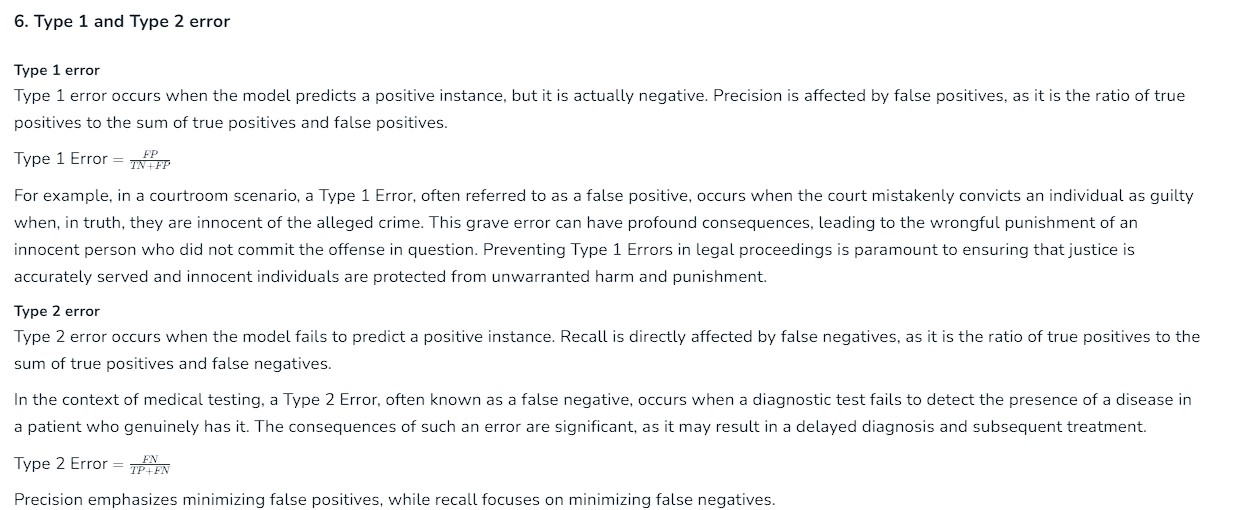 6. Type 1 and Type 2 error
Type 1 error
Type 1 error occurs when the model predicts a positive instance, but it is actually negative. Precision is affected by false positives, as it is the ratio of true
positives to the sum of true positives and false positives.
Type 1 Error = \frac{FP}{TN+FP}
For example, in a courtroom scenario, a Type 1 Error, often referred to as a false positive, occurs when the court mistakenly convicts an individual as guilty
when, in truth, they are innocent of the alleged crime. This grave error can have profound consequences, leading to the wrongful punishment of an
innocent person who did not commit the offense in question. Preventing Type 1 Errors in legal proceedings is paramount to ensuring that justice is
accurately served and innocent individuals are protected from unwarranted harm and punishment.
Type 2 error
Type 2 error occurs when the model fails to predict a positive instance. Recall is directly affected by false negatives, as it is the ratio of true positives to the
sum of true positives and false negatives.
In the context of medical testing, a Type 2 Error, often known as a false negative, occurs when a diagnostic test fails to detect the presence of a disease in
a patient who genuinely has it. The consequences of such an error are significant, as it may result in a delayed diagnosis and subsequent treatment.
Type 2 Error = \frac{FN}{TP+FN}
Precision emphasizes minimizing false positives, while recall focuses on minimizing false negatives.